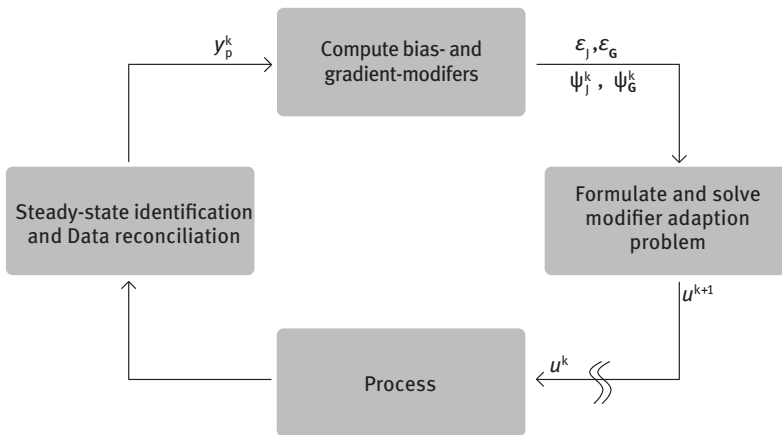 y_p^k
Compute bias- and
gradient-modifers
ε_J, ε_G
ψ_J^k, ψ_G^k
Steady-state identification
and Data reconciliation
Formulate and solve
modifier adaption
problem
u^{k+1}
u^k
Process